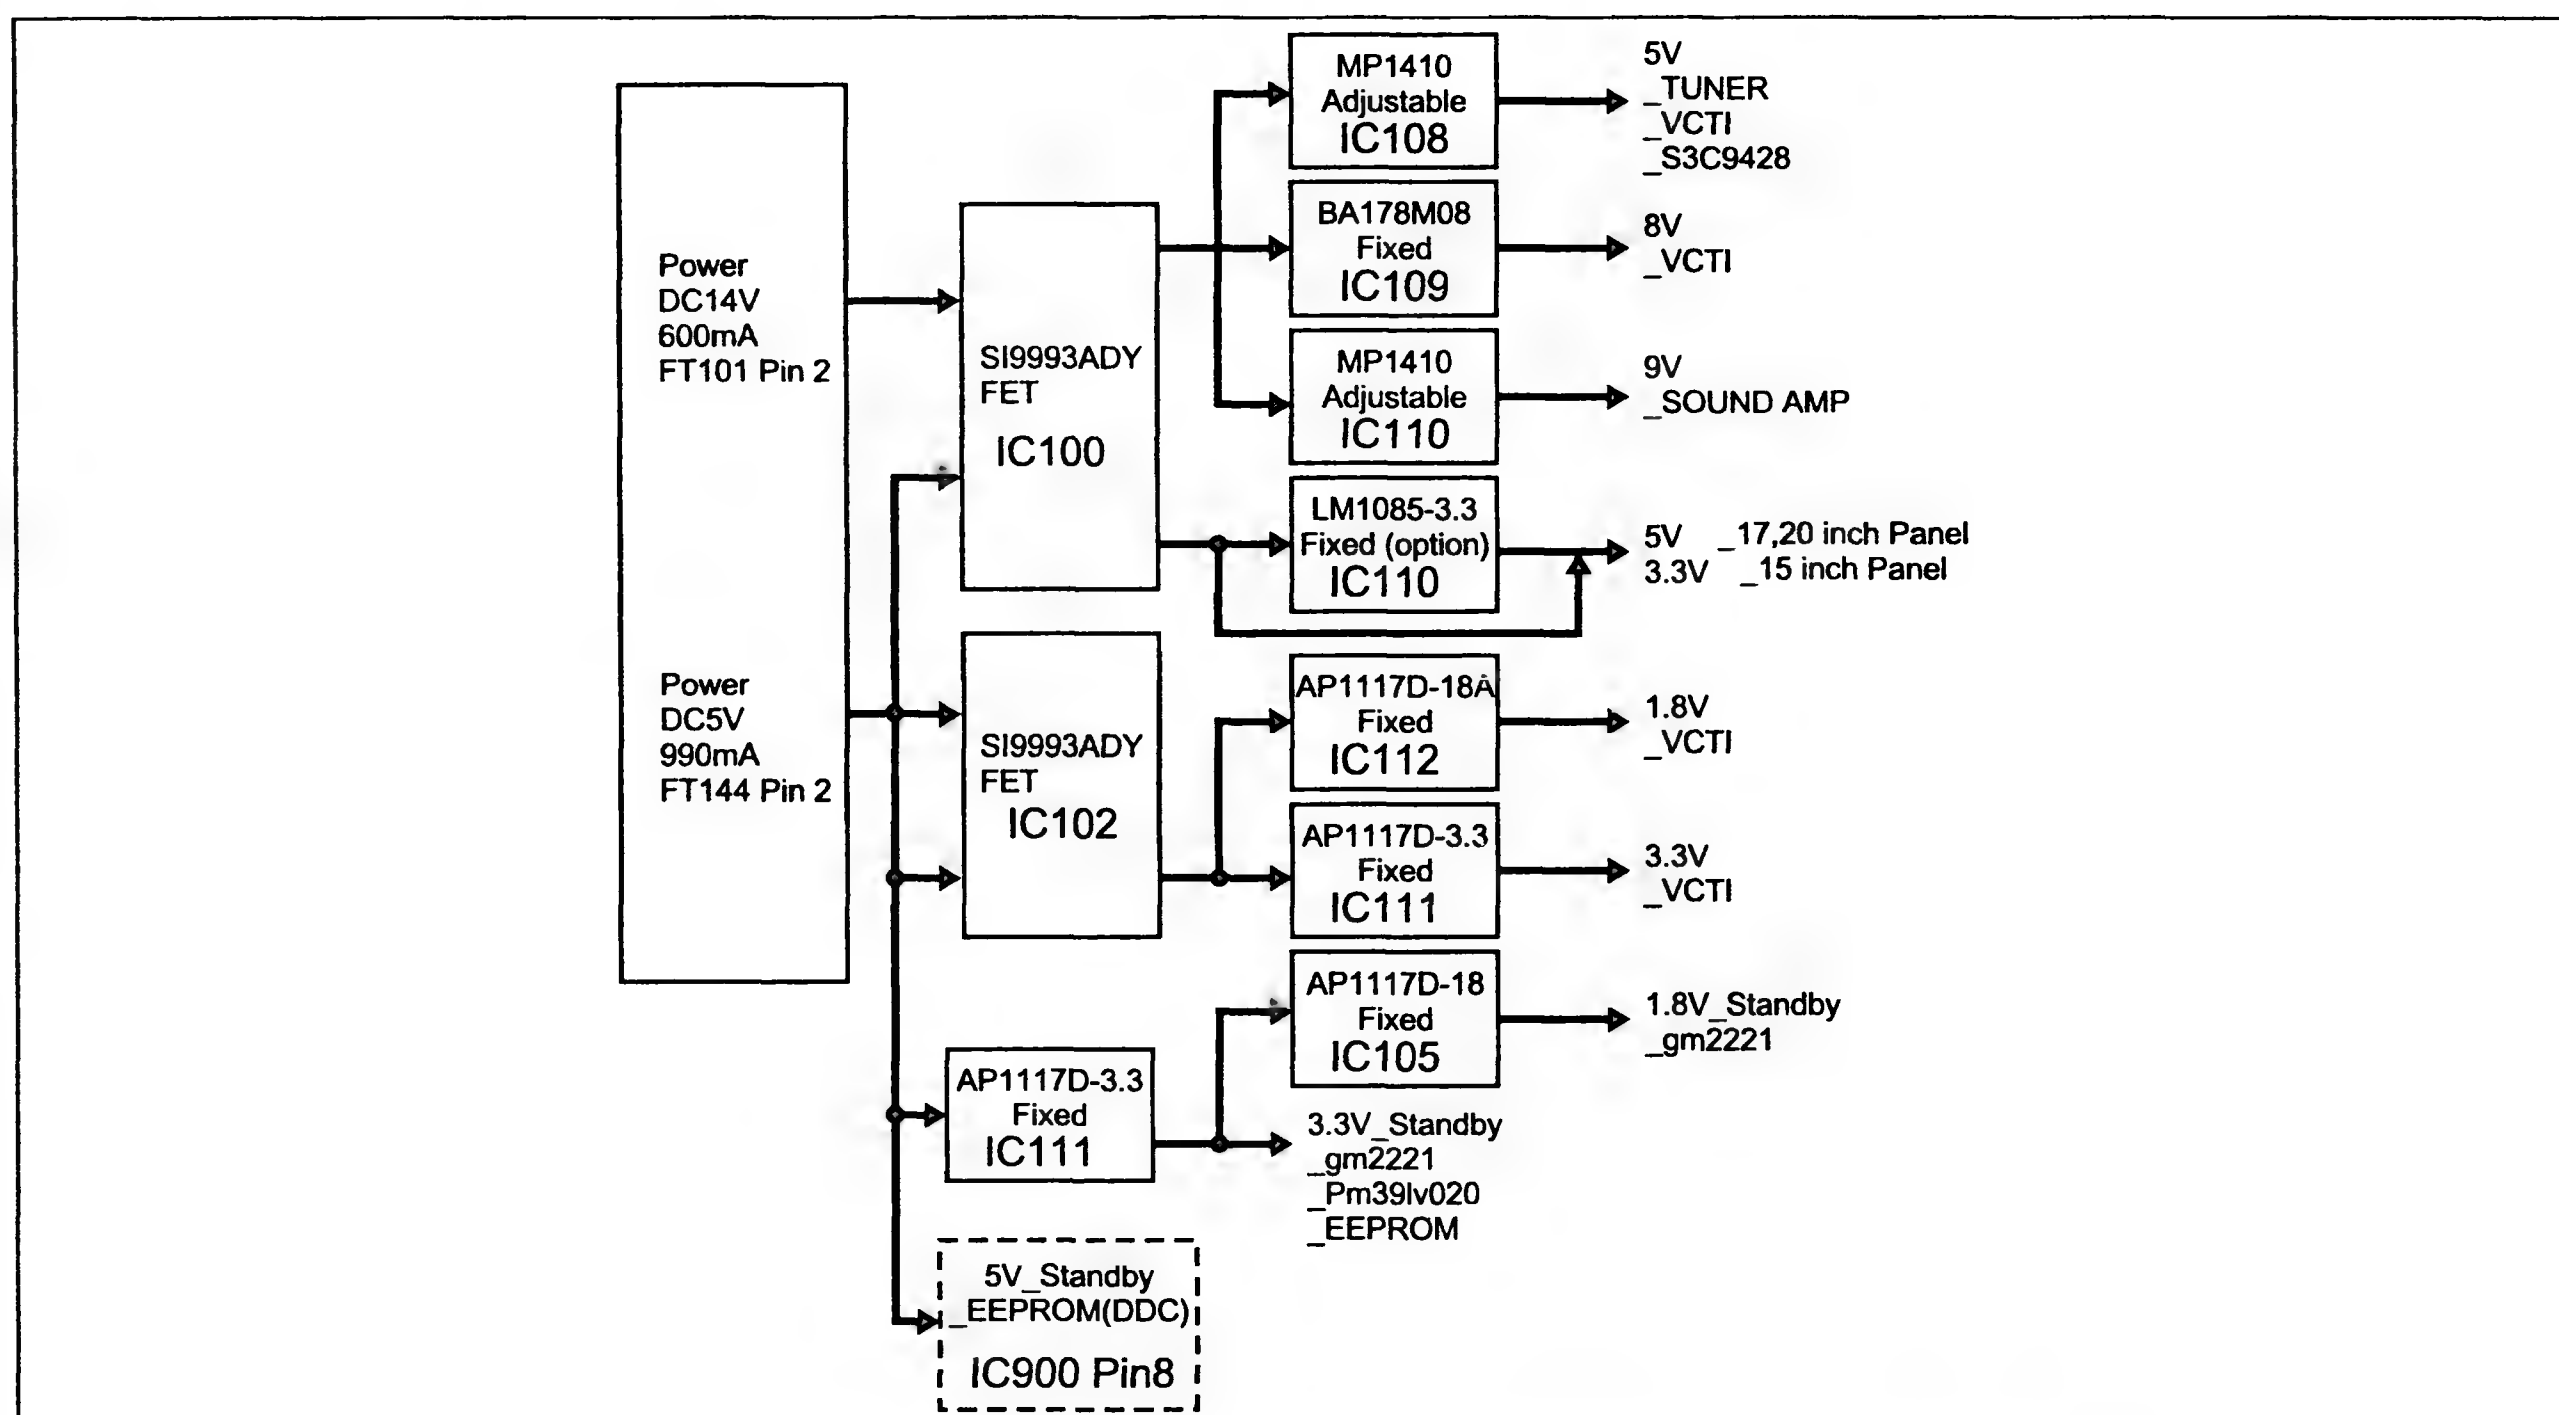 Power
DC14V
600mA
FT101 Pin 2
Power
DC5V
990mA
FT144 Pin 2
SI9993ADY
FET
IC100
SI9993ADY
FET
IC102
AP1117D-3.3
Fixed
IC111
5V_Standby
_EEPROM(DDC)
IC900 Pin8
MP1410
Adjustable
IC108
5V
_TUNER
_VCTI
_S3C9428
BA178M08
Fixed
IC109
8V
_VCTI
MP1410
Adjustable
IC110
9V
_SOUND AMP
LM1085-3.3
Fixed (option)
IC110
5V _17,20 inch Panel
3.3V _15 inch Panel
AP1117D-18A
Fixed
IC112
1.8V
_VCTI
AP1117D-3.3
Fixed
IC111
3.3V
_VCTI
AP1117D-18
Fixed
IC105
1.8V_Standby
_gm2221
3.3V_Standby
_gm2221
_Pm39lv020
_EEPROM